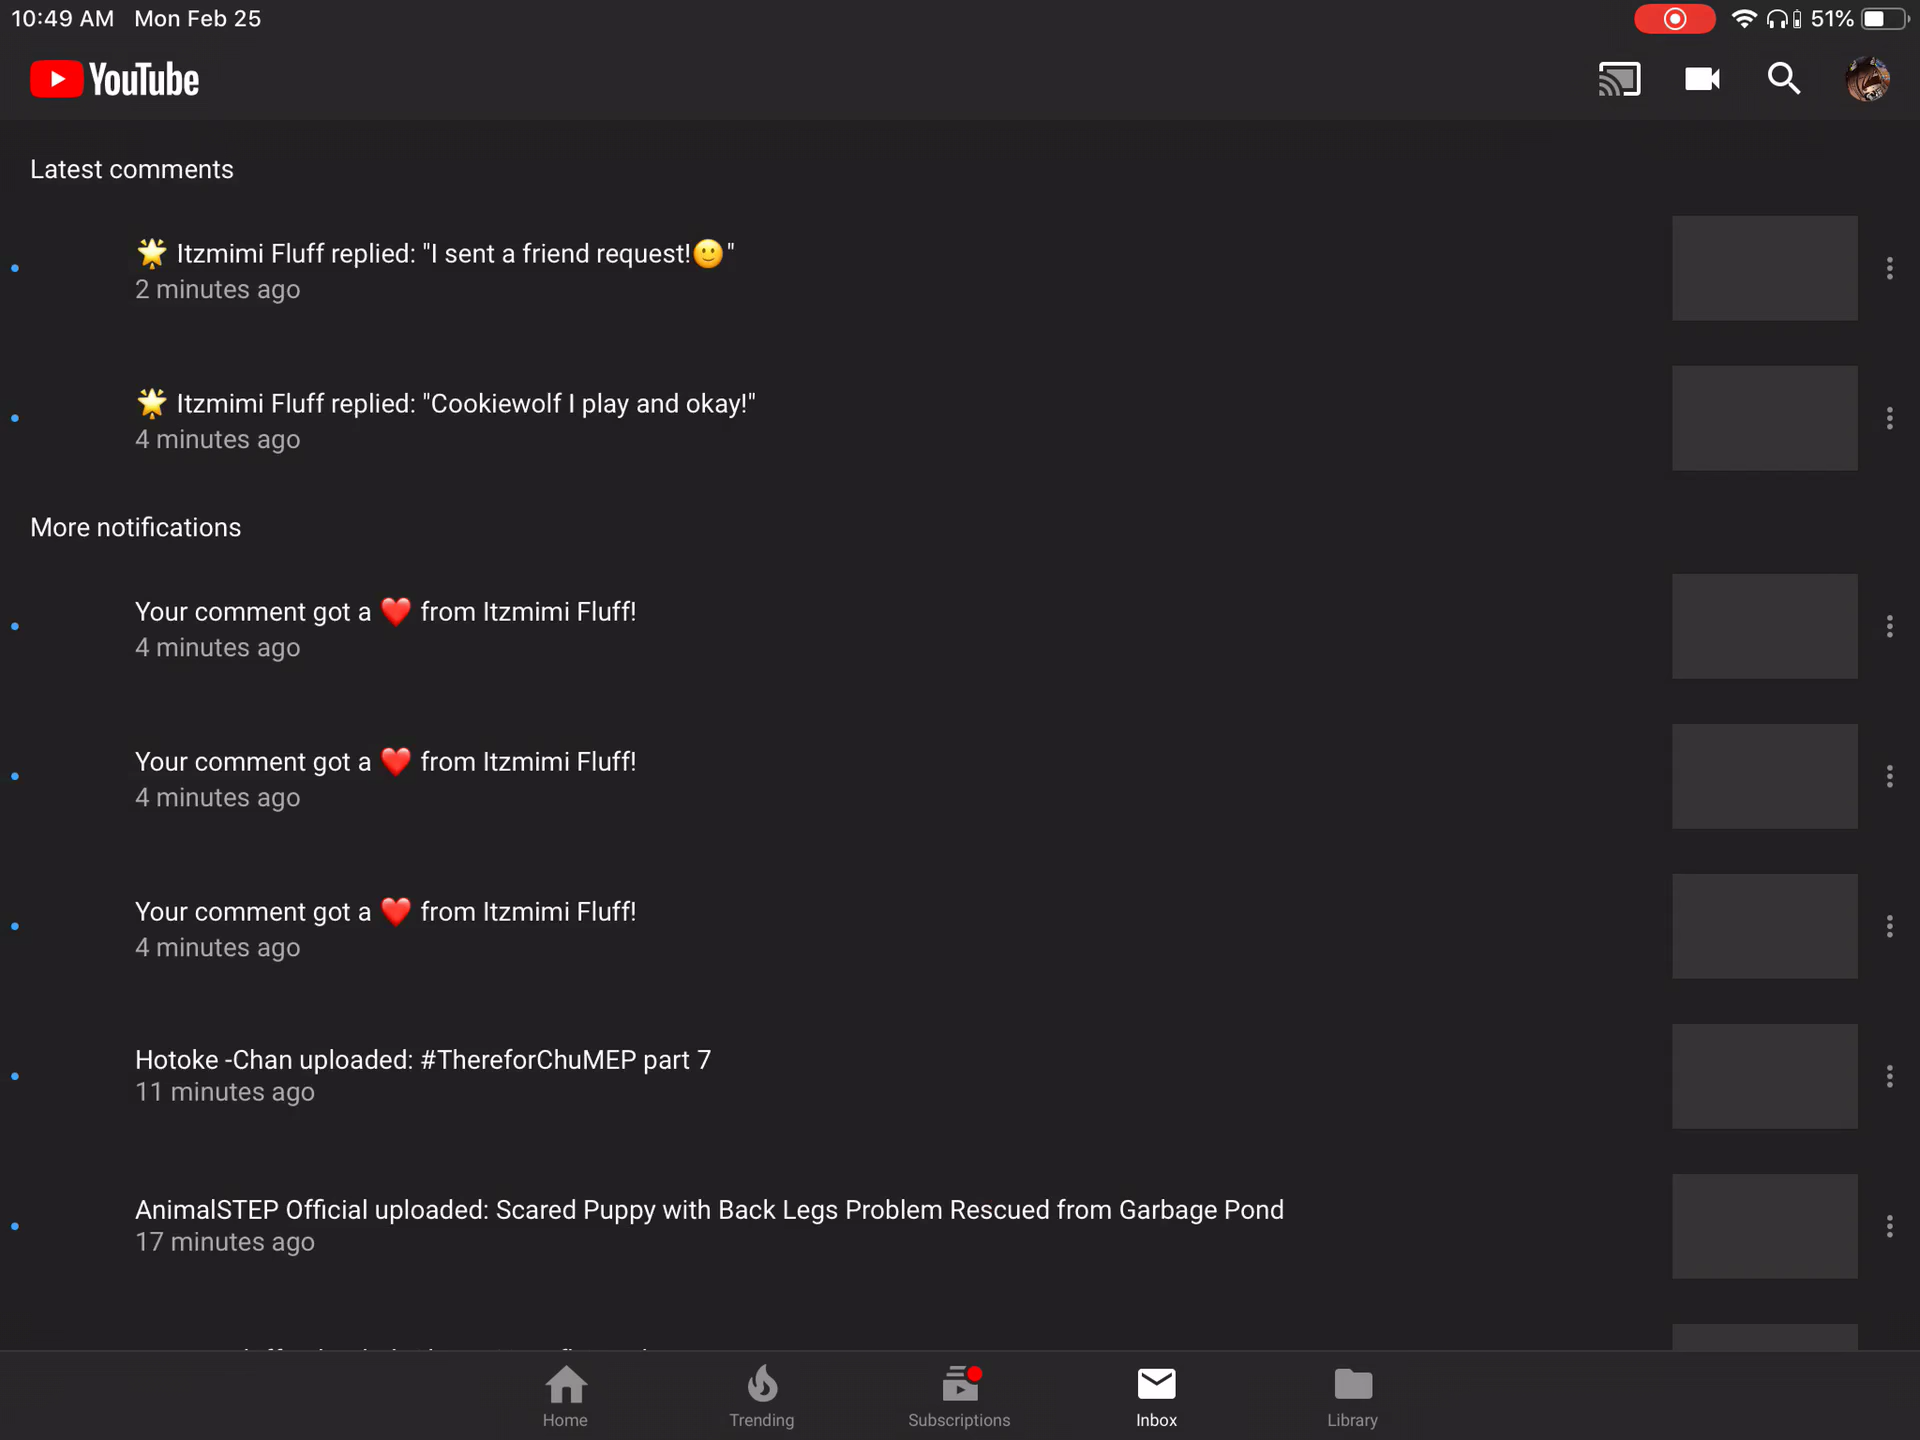 10:49 AM Mon Feb 25 51%
YouTube
Latest comments
🌟 Itzmimi Fluff replied: "I sent a friend request!🙂"
2 minutes ago
🌟 Itzmimi Fluff replied: "Cookiewolf I play and okay!"
4 minutes ago
More notifications
Your comment got a ❤️ from Itzmimi Fluff!
4 minutes ago
Your comment got a ❤️ from Itzmimi Fluff!
4 minutes ago
Your comment got a ❤️ from Itzmimi Fluff!
4 minutes ago
Hotoke -Chan uploaded: #ThereforChuMEP part 7
11 minutes ago
AnimalSTEP Official uploaded: Scared Puppy with Back Legs Problem Rescued from Garbage Pond
17 minutes ago
Home Trending Subscriptions Inbox Library